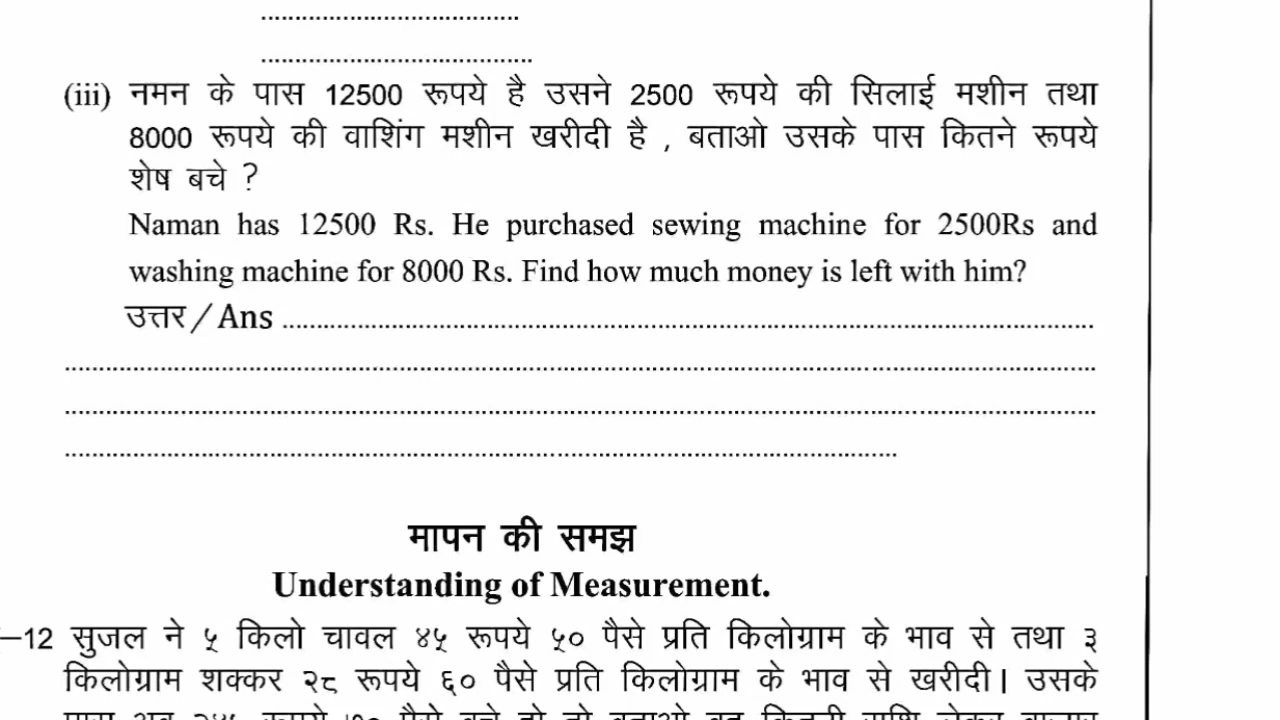 (iii) नमन के पास 12500 रूपये है उसने 2500 रूपये की सिलाई मशीन तथा
8000 रूपये की वाशिंग मशीन खरीदी है , बताओ उसके पास कितने रूपये
शेष बचे ?
Naman has 12500 Rs. He purchased sewing machine for 2500Rs and
washing machine for 8000 Rs. Find how much money is left with him?
उत्तर / Ans
मापन की समझ
Understanding of Measurement.
–12 सुजल ने ५ किलो चावल ४५ रूपये ५० पैसे प्रति किलोग्राम के भाव से तथा ३
किलोग्राम शक्कर २८ रूपये ६० पैसे प्रति किलोग्राम के भाव से खरीदी। उसके